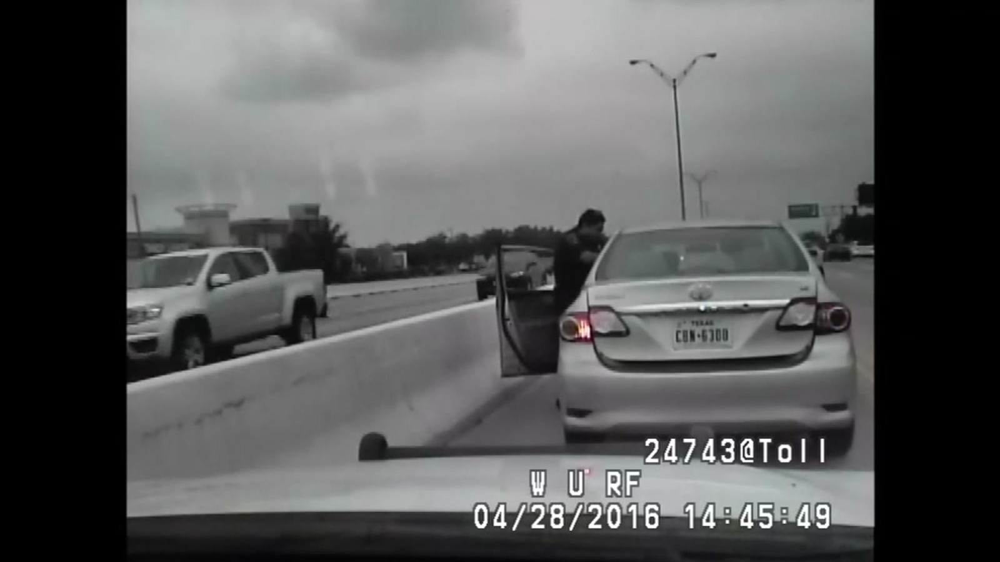 TEXAS
CBN•6300
24743@Toll
W U RF
04/28/2016 14:45:49